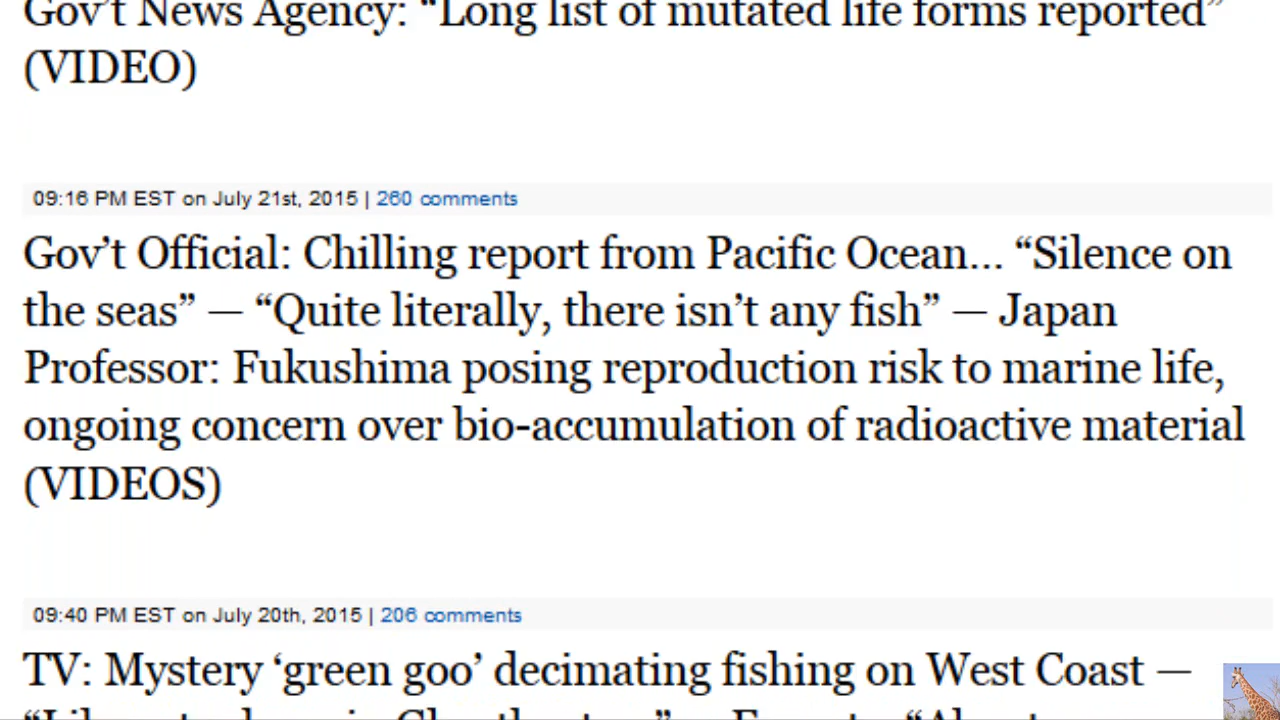 Gov’t News Agency: “Long list of mutated life forms reported”
(VIDEO)
09:16 PM EST on July 21st, 2015 | 260 comments
Gov’t Official: Chilling report from Pacific Ocean… “Silence on
the seas” — “Quite literally, there isn’t any fish” — Japan
Professor: Fukushima posing reproduction risk to marine life,
ongoing concern over bio-accumulation of radioactive material
(VIDEOS)
09:40 PM EST on July 20th, 2015 | 206 comments
TV: Mystery ‘green goo’ decimating fishing on West Coast —